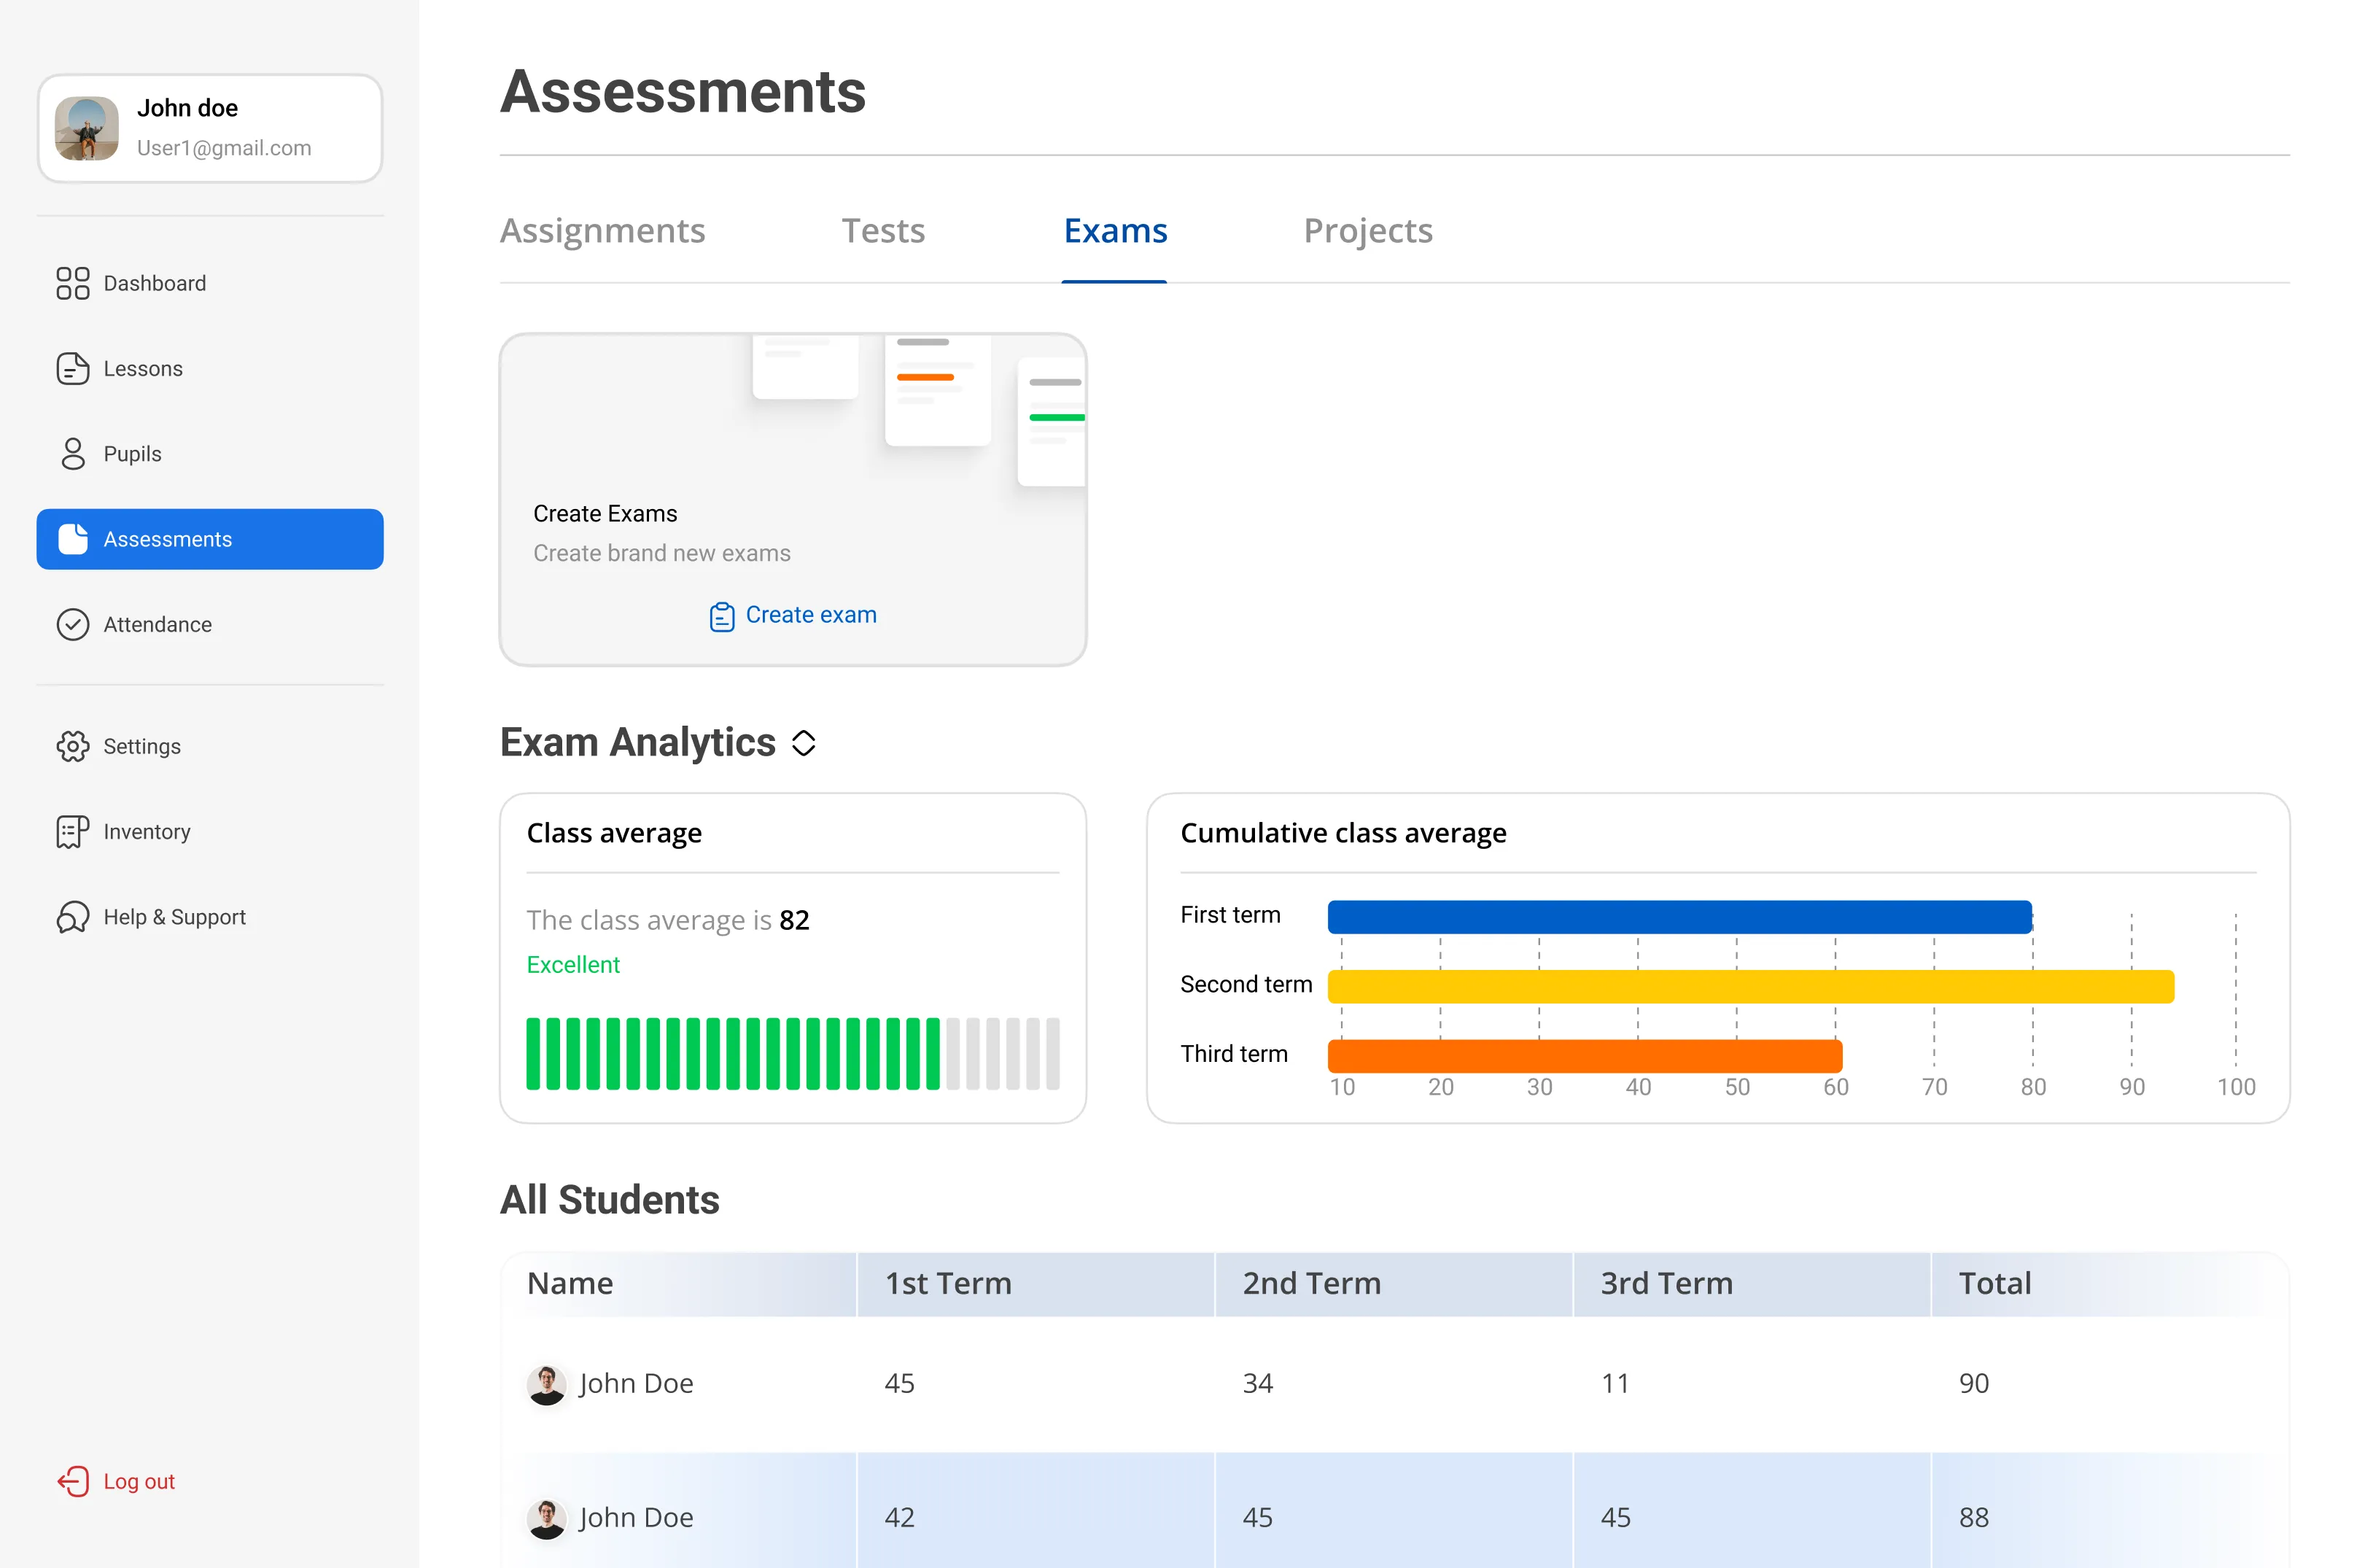 John doe
User1@gmail.com
Dashboard
Lessons
Pupils
Assessments
Attendance
Settings
Inventory
Help & Support
Log out
Assessments
Assignments Tests Exams Projects
Create Exams
Create brand new exams
Create exam
Exam Analytics
Class average
The class average is 82
Excellent
Cumulative class average
First term
Second term
Third term
10 20 30 40 50 60 70 80 90 100
All Students
Name 1st Term 2nd Term 3rd Term Total
John Doe 45 34 11 90
John Doe 42 45 45 88